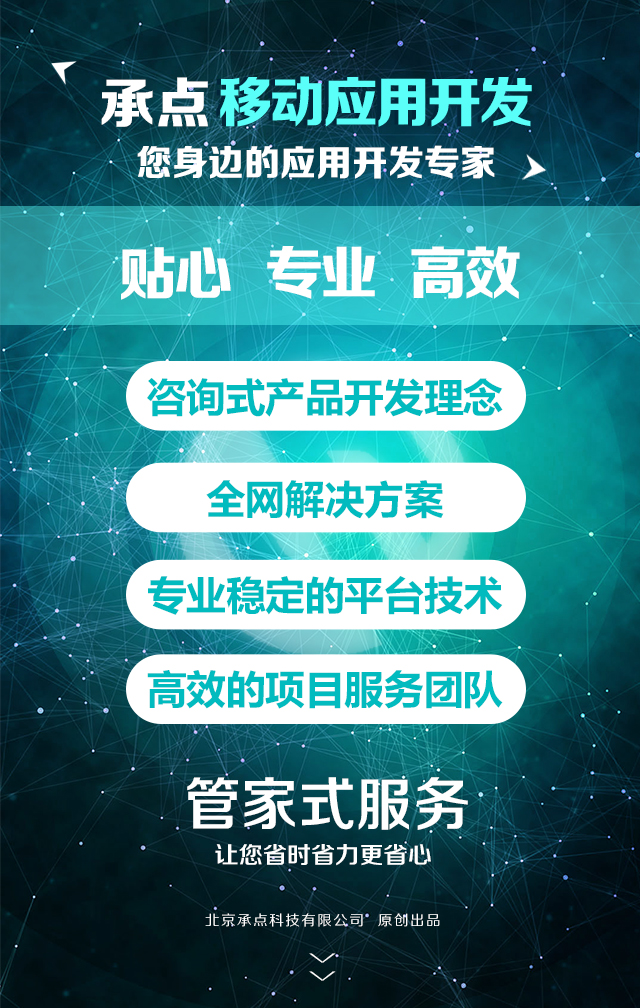 承点 移动应用开发
您身边的应用开发专家
贴心 专业 高效
咨询式产品开发理念
全网解决方案
专业稳定的平台技术
高效的项目服务团队
管家式服务
让您省时省力更省心
北京承点科技有限公司 原创出品